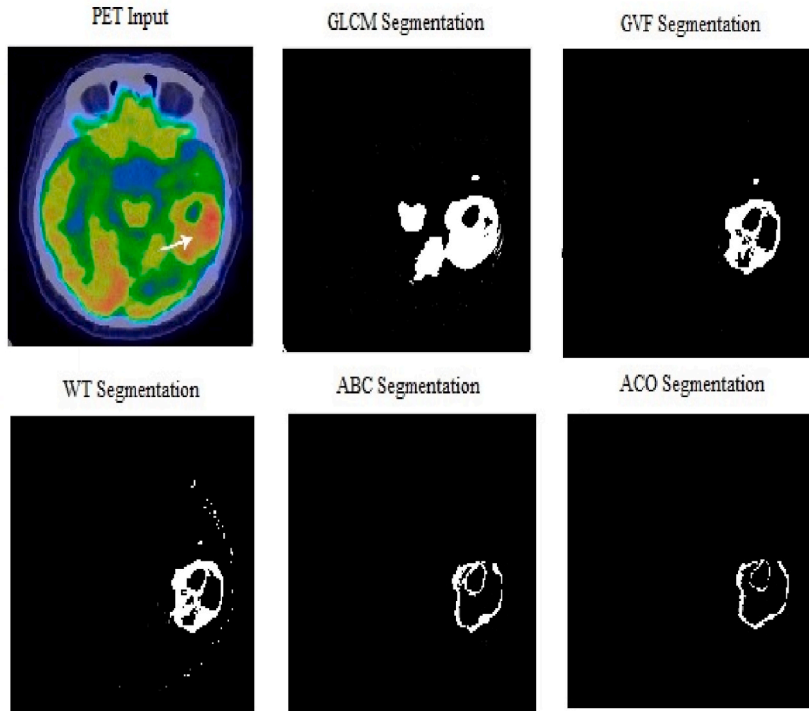 PET Input
GLCM Segmentation
GVF Segmentation
WT Segmentation
ABC Segmentation
ACO Segmentation